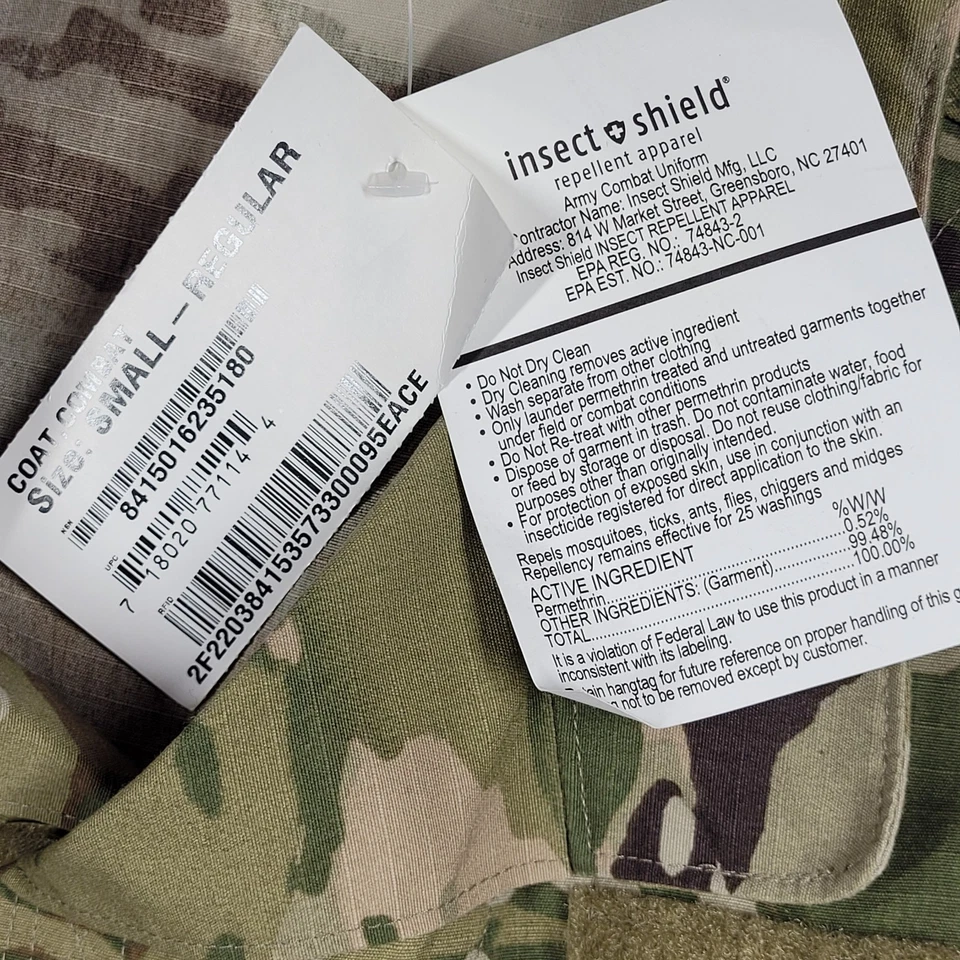 COAT, COMBAT
Size: SMALL – REGULAR
NSN
8415016235180
UPC
7 18020 77114 4
RFID
2F2203841535733000095EACE
insect shield®
repellent apparel
Army Combat Uniform
ontractor Name: Insect Shield Mfg, LLC
Address: 814 W Market Street, Greensboro, NC 27401
Insect Shield INSECT REPELLENT APPAREL
EPA REG. NO.: 74843-2
EPA EST. NO.: 74843-NC-001
• Do Not Dry Clean
• Dry Cleaning removes active ingredient
• Wash separate from other clothing
• Only launder permethrin treated and untreated garments together
under field or combat conditions
• Do Not Re-treat with other permethrin products
• Dispose of garment in trash. Do not contaminate water, food
or feed by storage or disposal. Do not reuse clothing/fabric for
purposes other than originally intended.
• For protection of exposed skin, use in conjunction with an
insecticide registered for direct application to the skin.
Repels mosquitoes, ticks, ants, flies, chiggers and midges
Repellency remains effective for 25 washings
%W/W
ACTIVE INGREDIENT
Permethrin 0.52%
OTHER INGREDIENTS: (Garment) 99.48%
TOTAL 100.00%
It is a violation of Federal Law to use this product in a manner
inconsistent with its labeling.
hangtag for future reference on proper handling of this g
not to be removed except by customer.